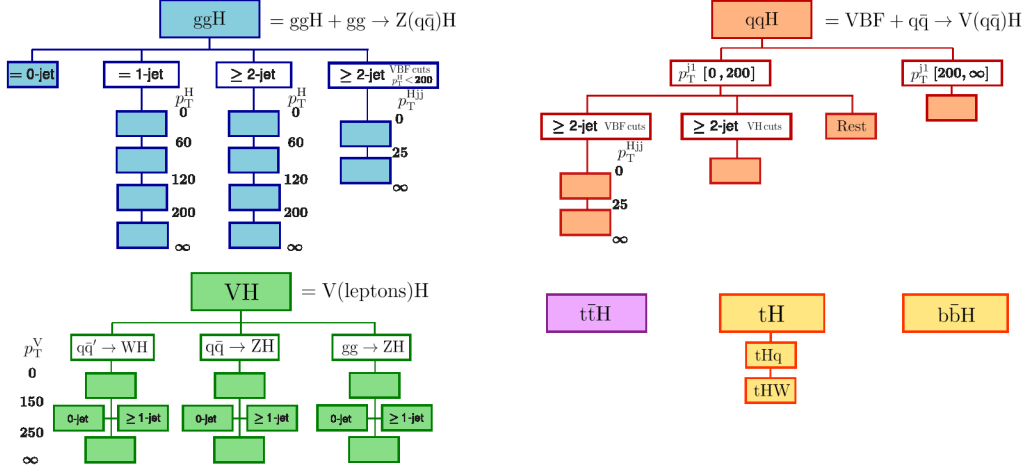 ggH = ggH + gg → Z(qq̄)H
= 0-jet
= 1-jet
≥ 2-jet
≥ 2-jet VBF cuts p_T^H < 200
p_T^H
0
60
120
200
∞
p_T^H
0
60
120
200
∞
p_T^Hjj
0
25
∞
qqH = VBF + qq̄ → V(qq̄)H
p_T^j1 [0, 200]
p_T^j1 [200, ∞]
≥ 2-jet VBF cuts
≥ 2-jet VH cuts
Rest
p_T^Hjj
0
25
∞
VH = V(leptons)H
p_T^V
qq̄′ → WH
qq̄ → ZH
gg → ZH
0
150
250
∞
0-jet
≥ 1-jet
0-jet
≥ 1-jet
0-jet
≥ 1-jet
tt̄H
tH
bb̄H
tHq
tHW